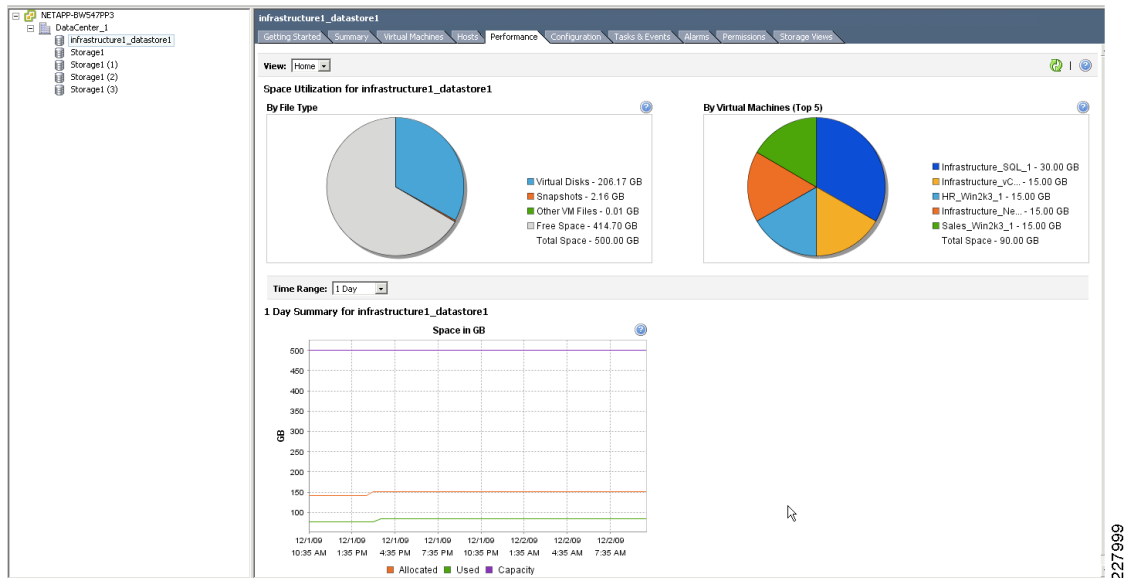 NETAPP-BW547PP3
DataCenter_1
infrastructure1_datastore1
Storage1
Storage1 (1)
Storage1 (2)
Storage1 (3)
infrastructure1_datastore1
Getting Started Summary Virtual Machines Hosts Performance Configuration Tasks & Events Alarms Permissions Storage Views
View: Home
Space Utilization for infrastructure1_datastore1
By File Type
Virtual Disks - 206.17 GB
Snapshots - 2.16 GB
Other VM Files - 0.01 GB
Free Space - 414.70 GB
Total Space - 500.00 GB
By Virtual Machines (Top 5)
Infrastructure_SQL_1 - 30.00 GB
Infrastructure_vC... - 15.00 GB
HR_Win2k3_1 - 15.00 GB
Infrastructure_Ne... - 15.00 GB
Sales_Win2k3_1 - 15.00 GB
Total Space - 90.00 GB
Time Range: 1 Day
1 Day Summary for infrastructure1_datastore1
Space in GB
500
450
400
350
300
250
200
150
100
GB
12/1/09 12/1/09 12/1/09 12/1/09 12/1/09 12/2/09 12/2/09 12/2/09
10:35 AM 1:35 PM 4:35 PM 7:35 PM 10:35 PM 1:35 AM 4:35 AM 7:35 AM
Allocated Used Capacity
227999